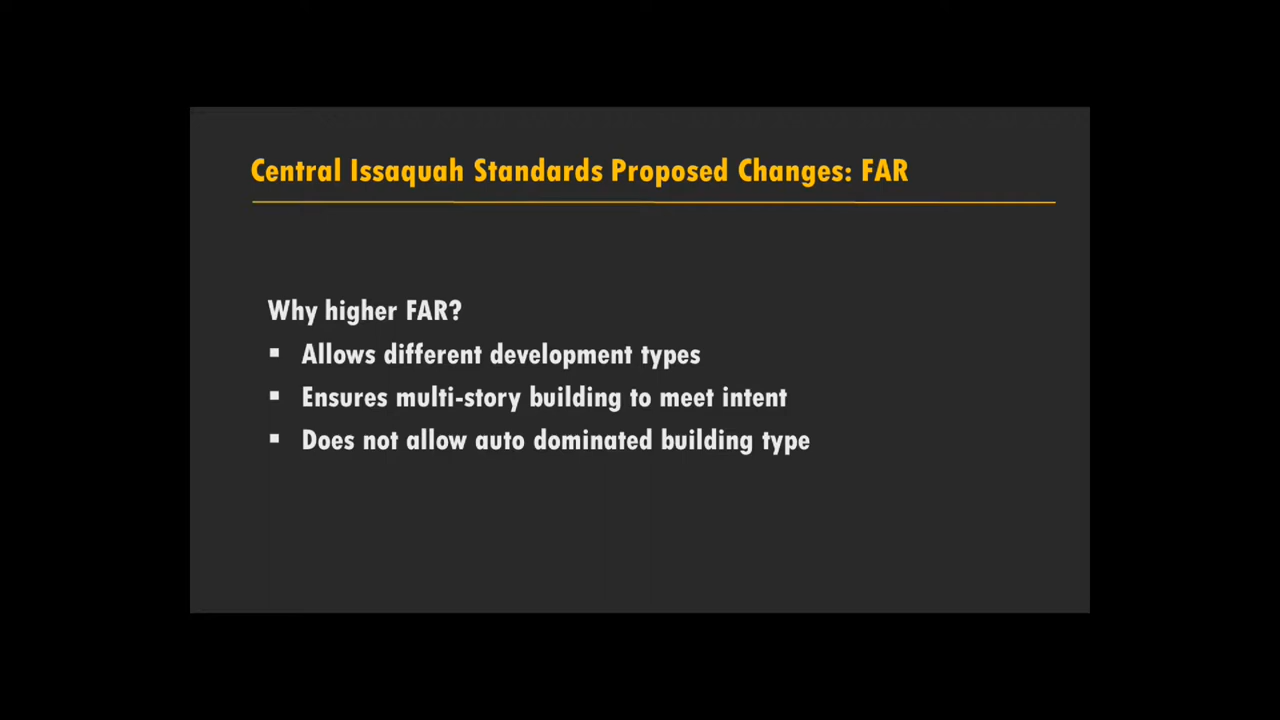 Central Issaquah Standards Proposed Changes: FAR
Why higher FAR?
▪ Allows different development types
▪ Ensures multi-story building to meet intent
▪ Does not allow auto dominated building type